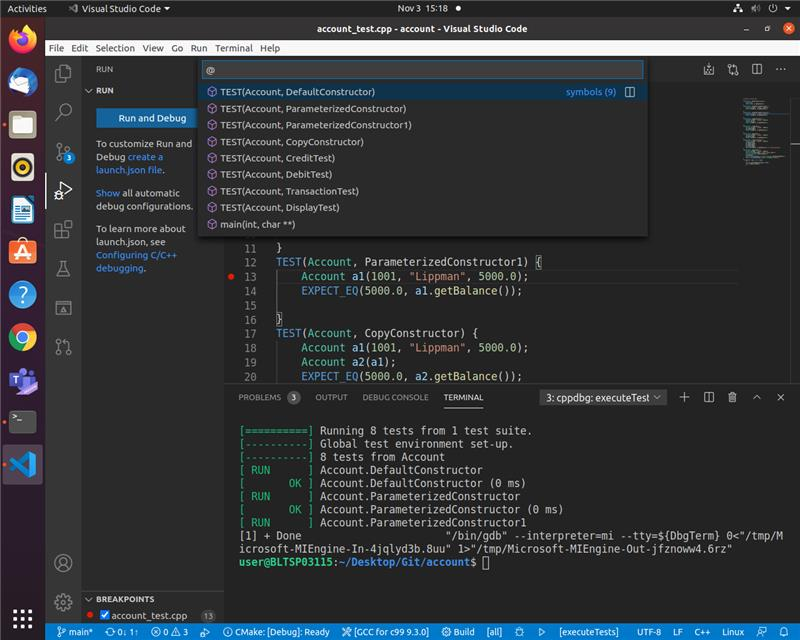 Activities Visual Studio Code Nov 3 15:18
account_test.cpp - account - Visual Studio Code
File Edit Selection View Go Run Terminal Help
RUN
RUN
Run and Debug
To customize Run and
Debug create a
launch.json file.
Show all automatic
debug configurations.
To learn more about
launch.json, see
Configuring C/C++
debugging.
3
@
TEST(Account, DefaultConstructor) symbols (9)
TEST(Account, ParameterizedConstructor)
TEST(Account, ParameterizedConstructor1)
TEST(Account, CopyConstructor)
TEST(Account, CreditTest)
TEST(Account, DebitTest)
TEST(Account, TransactionTest)
TEST(Account, DisplayTest)
main(int, char **)
11 }
12 TEST(Account, ParameterizedConstructor1) {
13 Account a1(1001, "Lippman", 5000.0);
14 EXPECT_EQ(5000.0, a1.getBalance());
15
16 }
17 TEST(Account, CopyConstructor) {
18 Account a1(1001, "Lippman", 5000.0);
19 Account a2(a1);
20 EXPECT_EQ(5000.0, a2.getBalance());
PROBLEMS 3 OUTPUT DEBUG CONSOLE TERMINAL 3: cppdbg: executeTest
[==========] Running 8 tests from 1 test suite.
[----------] Global test environment set-up.
[----------] 8 tests from Account
[ RUN      ] Account.DefaultConstructor
[       OK ] Account.DefaultConstructor (0 ms)
[ RUN      ] Account.ParameterizedConstructor
[       OK ] Account.ParameterizedConstructor (0 ms)
[ RUN      ] Account.ParameterizedConstructor1
[1] + Done "/bin/gdb" --interpreter=mi --tty=${DbgTerm} 0<"/tmp/M
icrosoft-MIEngine-In-4jqlyd3b.8uu" 1>"/tmp/Microsoft-MIEngine-Out-jfznoww4.6rz"
user@BLTSP03115:~/Desktop/Git/account$
BREAKPOINTS
account_test.cpp 13
main* 0↓ 1↑ 0 3 CMake: [Debug]: Ready [GCC for c99 9.3.0] Build [all] [executeTests] UTF-8 LF C++ Linux